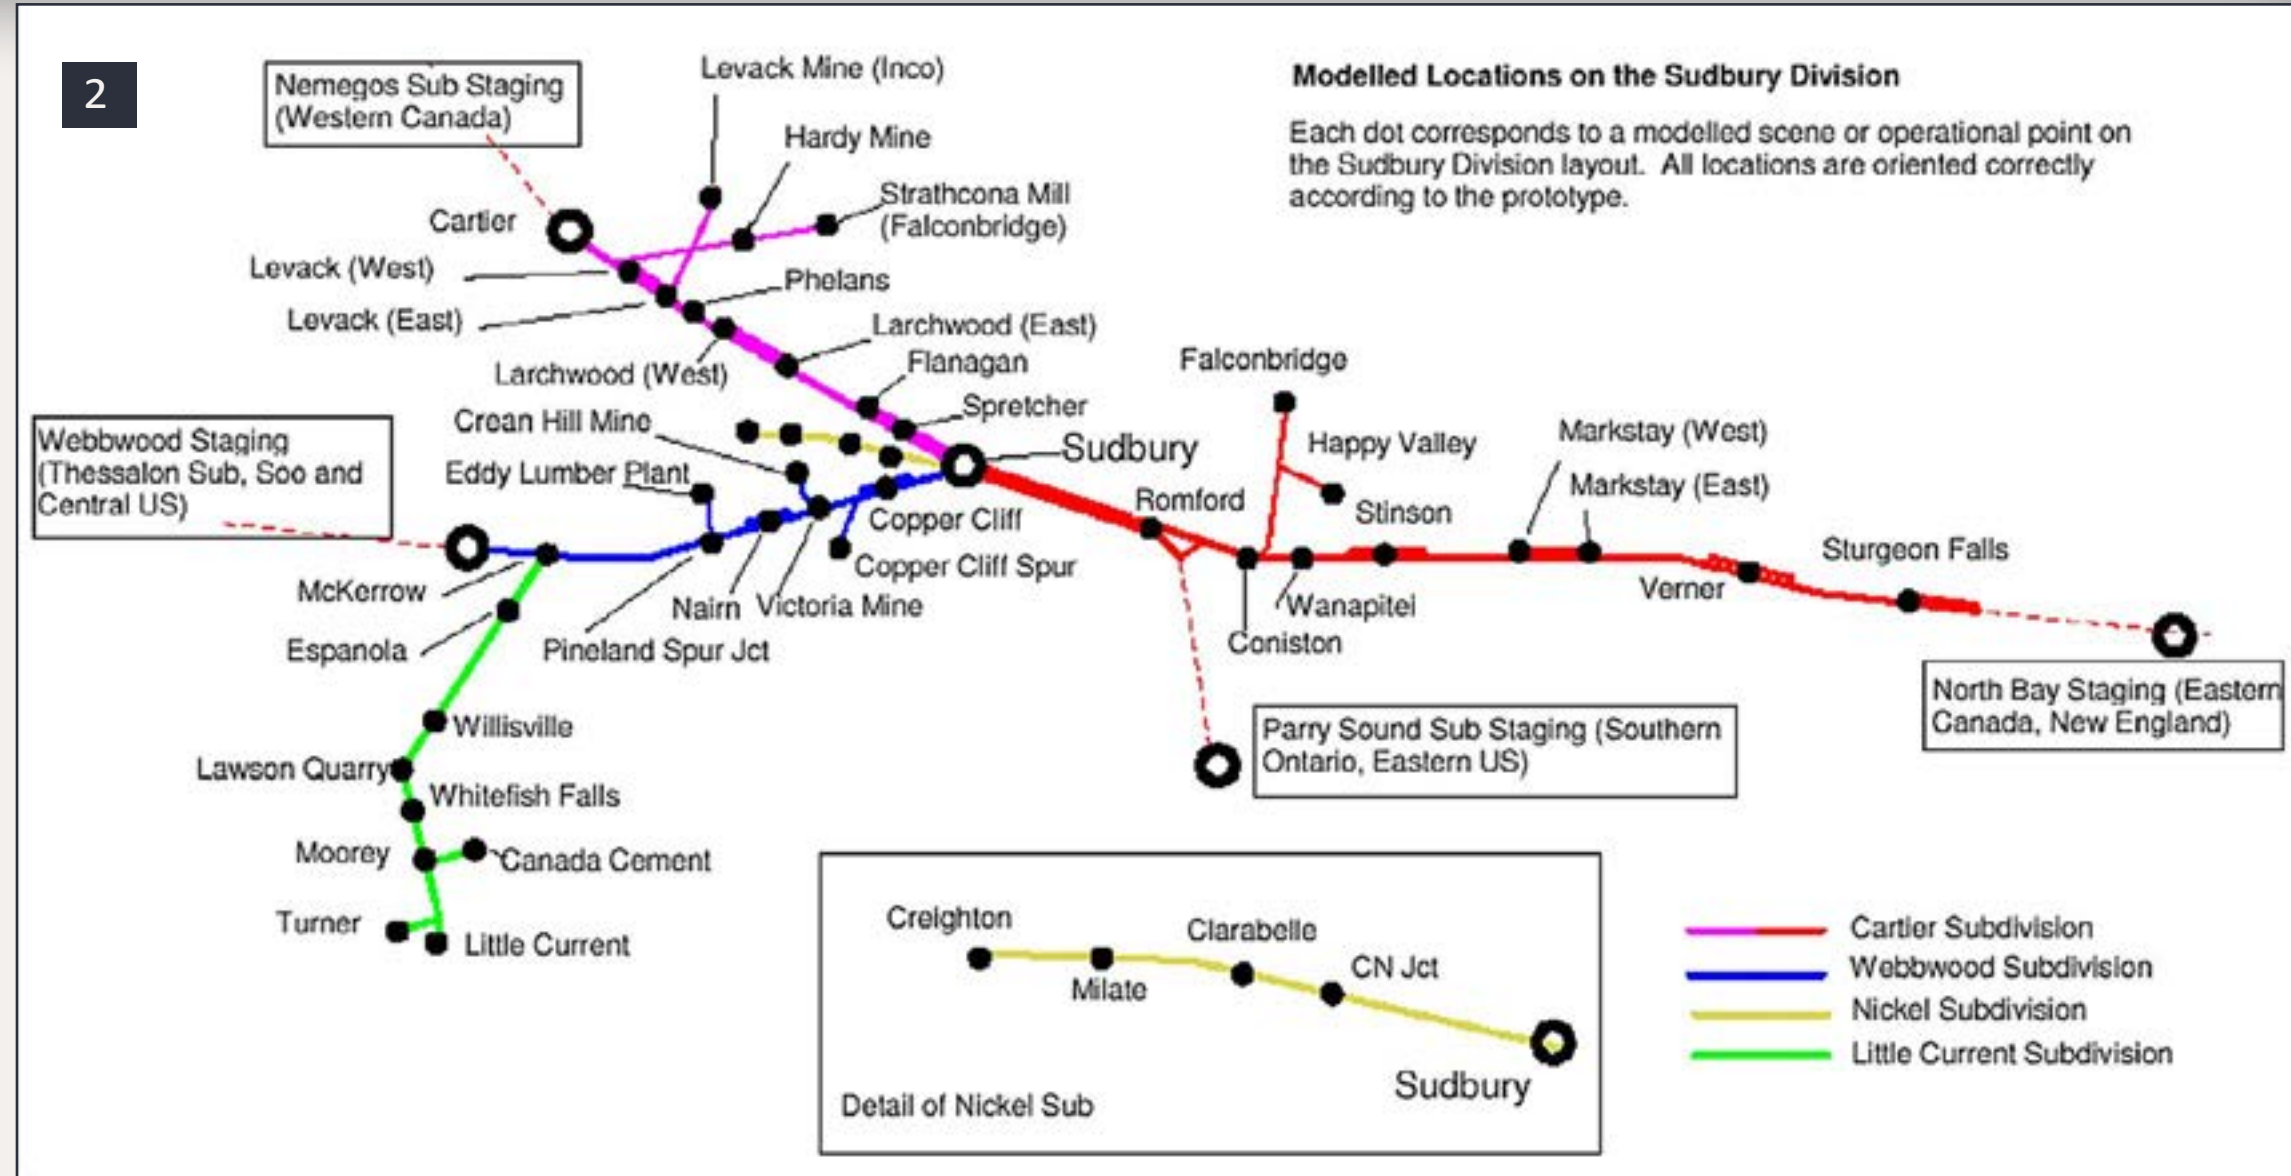 2
Modelled Locations on the Sudbury Division
Each dot corresponds to a modelled scene or operational point on
the Sudbury Division layout. All locations are oriented correctly
according to the prototype.
Nemegos Sub Staging
(Western Canada)
Levack Mine (Inco)
Hardy Mine
Strathcona Mill
(Falconbridge)
Cartier
Levack (West)
Phelans
Levack (East)
Larchwood (East)
Flanagan
Larchwood (West)
Spretcher
Crean Hill Mine
Sudbury
Eddy Lumber Plant
Webbwood Staging
(Thessalon Sub, Soo and
Central US)
Falconbridge
Happy Valley
Markstay (West)
Markstay (East)
Romford
Stinson
Copper Cliff
Copper Cliff Spur
Sturgeon Falls
McKerrow
Nairn
Victoria Mine
Wanapitei
Verner
Coniston
Espanola
Pineland Spur Jct
North Bay Staging (Eastern
Canada, New England)
Parry Sound Sub Staging (Southern
Ontario, Eastern US)
Willisville
Lawson Quarry
Whitefish Falls
Moorey
Canada Cement
Turner
Little Current
Creighton
Clarabelle
CN Jct
Milate
Sudbury
Detail of Nickel Sub
Cartier Subdivision
Webbwood Subdivision
Nickel Subdivision
Little Current Subdivision